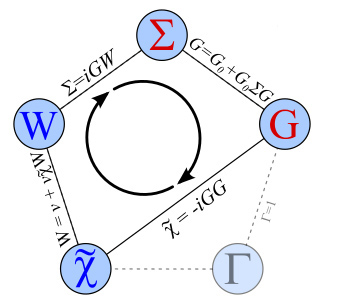 Σ
Σ=iGW
G=G₀+G₀ΣG
W
G
W = v + vχ̃W
χ̃ = -iGG
Γ=1
χ̃
Γ